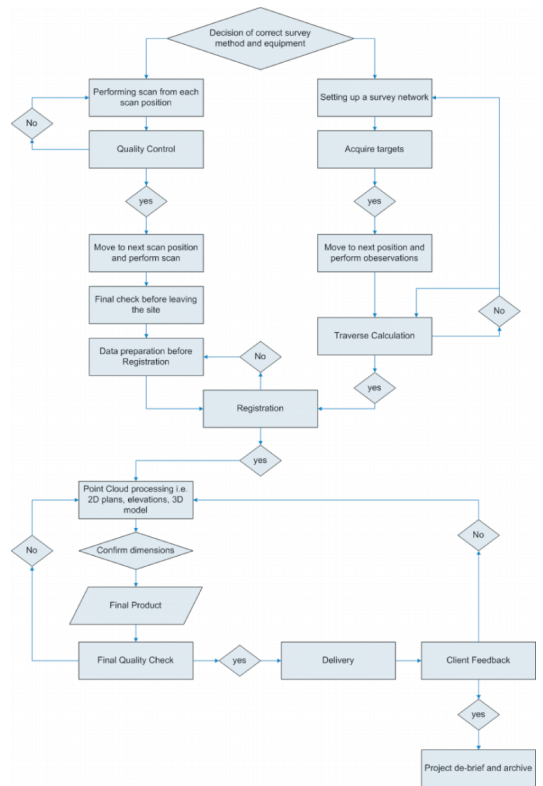 Decision of correct survey
method and equipment
Performing scan from each
scan position
Setting up a survey network
No
Quality Control
Acquire targets
yes
yes
Move to next scan position
and perform scan
Move to next position and
perform obeservations
Final check before leaving
the site
No
Traverse Calculation
Data preparation before
Registration
No
yes
Registration
yes
Point Cloud processing i.e.
2D plans, elevations, 3D
model
No
No
Confirm dimensions
Final Product
Final Quality Check
yes
Delivery
Client Feedback
yes
Project de-brief and archive